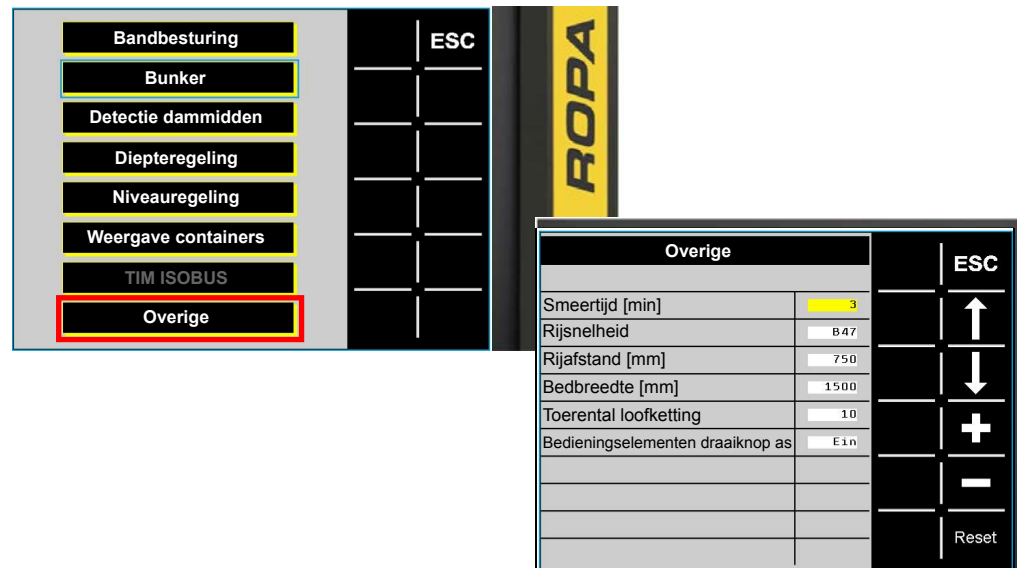 Bandbesturing
ESC
Bunker
Detectie dammidden
Diepteregeling
Niveauregeling
Weergave containers
TIM ISOBUS
Overige
ROPA
Overige
ESC
Smeertijd [min] 3
Rijsnelheid B47
Rijafstand [mm] 750
Bedbreedte [mm] 1500
Toerental loofketting 10
Bedieningselementen draaiknop as Ein
Reset